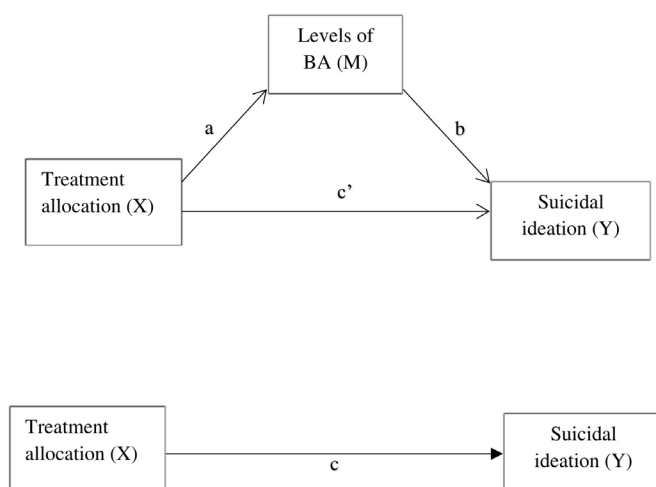 Levels of
BA (M)
a
b
Treatment
allocation (X)
c’
Suicidal
ideation (Y)
Treatment
allocation (X)
c
Suicidal
ideation (Y)